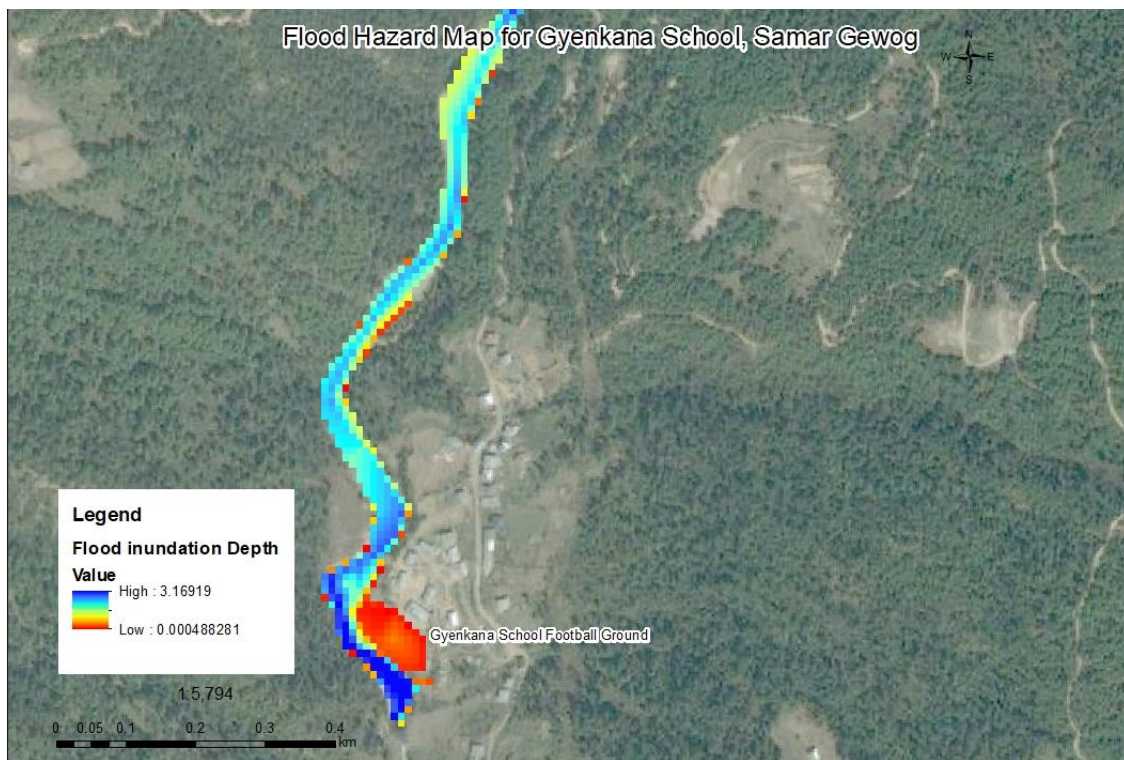 Flood Hazard Map for Gyenkana School, Samar Gewog
N
W E
S
Legend
Flood inundation Depth
Value
High : 3.16919
Low : 0.000488281
Gyenkana School Football Ground
1:5,794
0 0.05 0.1 0.2 0.3 0.4
km